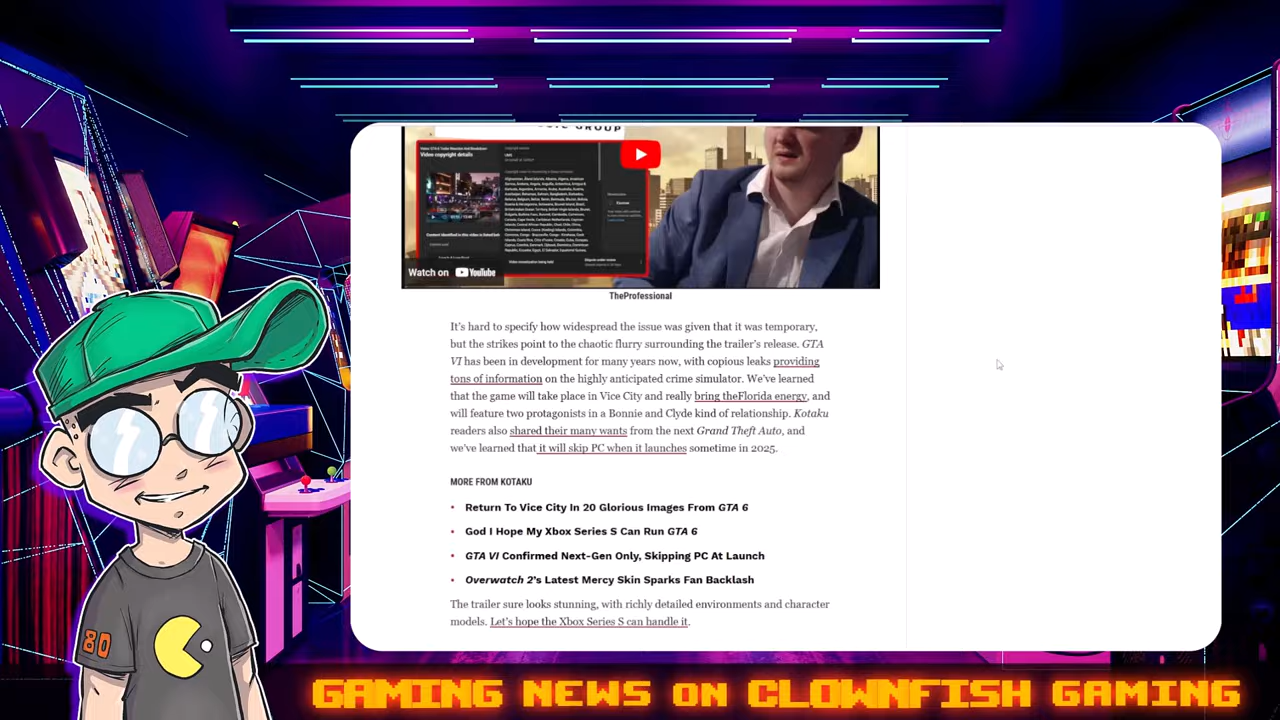 Video copyright details
Watch on YouTube
TheProfessional
It's hard to specify how widespread the issue was given that it was temporary,
but the strikes point to the chaotic flurry surrounding the trailer's release. GTA
VI has been in development for many years now, with copious leaks providing
tons of information on the highly anticipated crime simulator. We've learned
that the game will take place in Vice City and really bring theFlorida energy, and
will feature two protagonists in a Bonnie and Clyde kind of relationship. Kotaku
readers also shared their many wants from the next Grand Theft Auto, and
we've learned that it will skip PC when it launches sometime in 2025.
MORE FROM KOTAKU
• Return To Vice City In 20 Glorious Images From GTA 6
• God I Hope My Xbox Series S Can Run GTA 6
• GTA VI Confirmed Next-Gen Only, Skipping PC At Launch
• Overwatch 2's Latest Mercy Skin Sparks Fan Backlash
The trailer sure looks stunning, with richly detailed environments and character
models. Let's hope the Xbox Series S can handle it.
80
GAMING NEWS ON CLOWNFISH GAMING